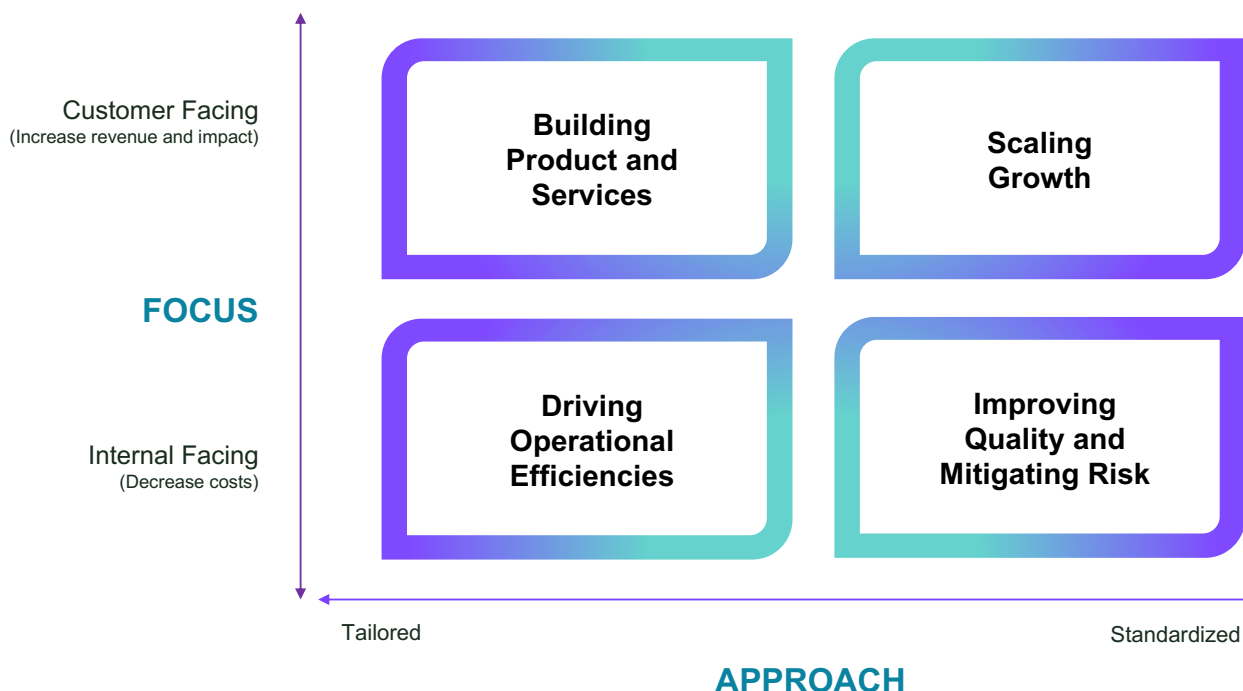 Customer Facing
(Increase revenue and impact)
Building
Product and
Services
Scaling
Growth
FOCUS
Internal Facing
(Decrease costs)
Driving
Operational
Efficiencies
Improving
Quality and
Mitigating Risk
Tailored
Standardized
APPROACH